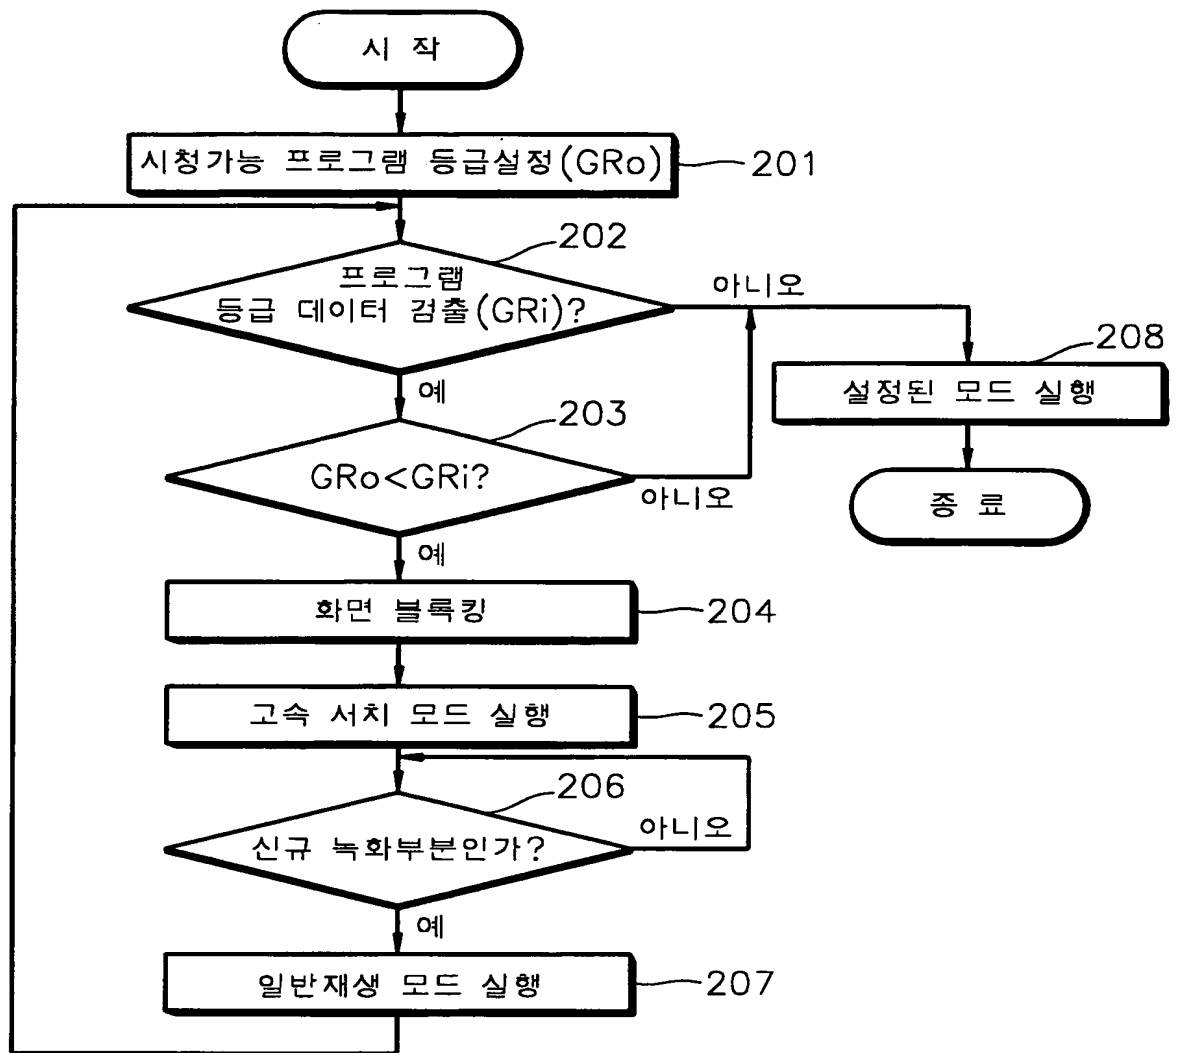 시 작
시청가능 프로그램 등급설정(GRo)
201
202
프로그램
등급 데이터 검출(GRi)?
아니오
예
208
설정된 모드 실행
203
GRo<GRi?
아니오
종 료
예
화면 블록킹
204
고속 서치 모드 실행
205
206
신규 녹화부분인가?
아니오
예
일반재생 모드 실행
207